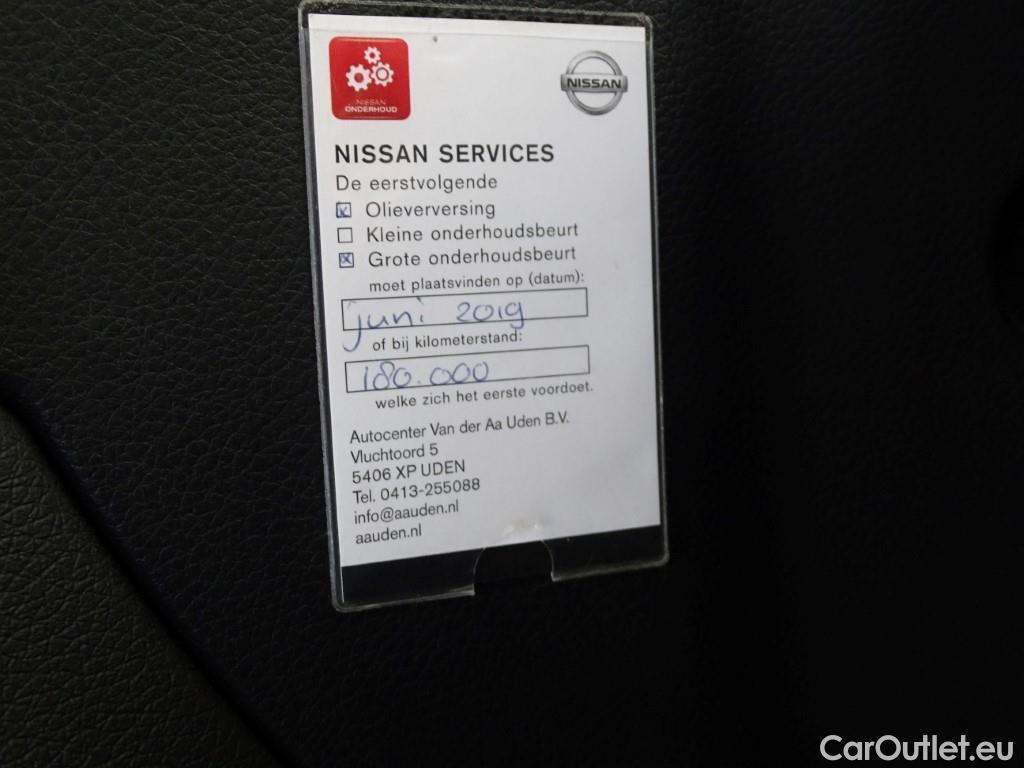 NISSAN
ONDERHOUD
NISSAN
NISSAN SERVICES
De eerstvolgende
Olieverversing
Kleine onderhoudsbeurt
Grote onderhoudsbeurt
moet plaatsvinden op (datum):
juni 2019
of bij kilometerstand:
180.000
welke zich het eerste voordoet.
Autocenter Van der Aa Uden B.V.
Vluchtoord 5
5406 XP UDEN
Tel. 0413-255088
info@aauden.nl
aauden.nl
CarOutlet.eu